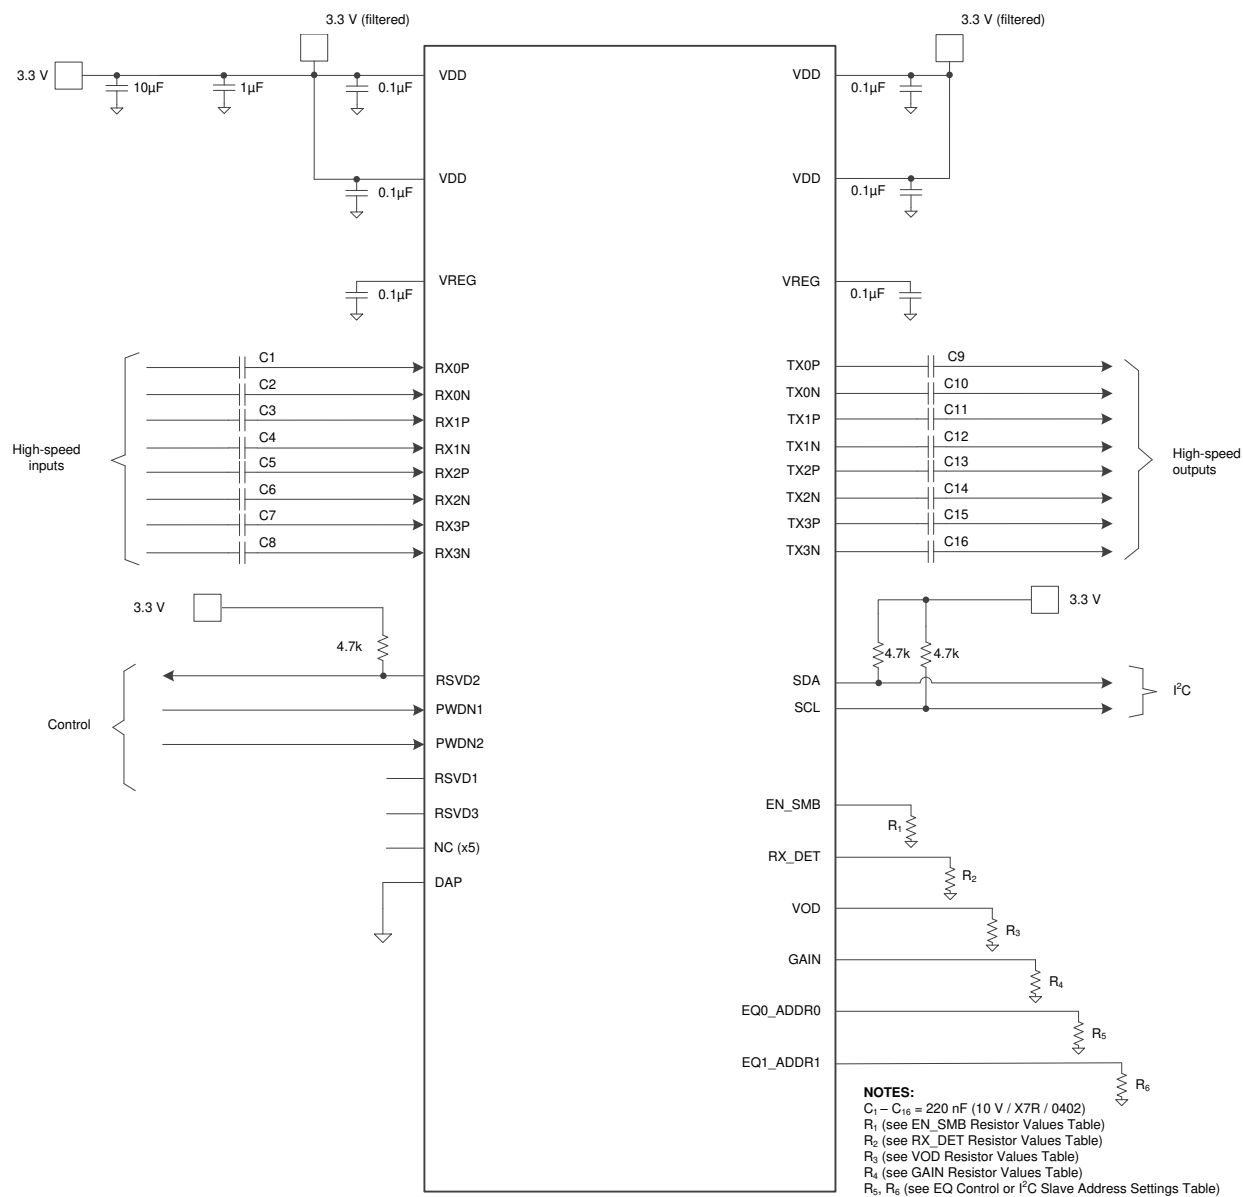 3.3 V (filtered)
3.3 V (filtered)
3.3 V
10µF
1µF
0.1µF
VDD
VDD
0.1µF
0.1µF
VDD
VDD
0.1µF
0.1µF
VREG
VREG
0.1µF
High-speed
inputs
C1
RX0P
C2
RX0N
C3
RX1P
C4
RX1N
C5
RX2P
C6
RX2N
C7
RX3P
C8
RX3N
TX0P
C9
TX0N
C10
TX1P
C11
TX1N
C12
TX2P
C13
TX2N
C14
TX3P
C15
TX3N
C16
High-speed
outputs
3.3 V
4.7k
3.3 V
4.7k
4.7k
Control
RSVD2
PWDN1
PWDN2
RSVD1
RSVD3
NC (x5)
DAP
SDA
SCL
I²C
EN_SMB
R₁
RX_DET
R₂
VOD
R₃
GAIN
R₄
EQ0_ADDR0
R₅
EQ1_ADDR1
R₆
NOTES:
C₁ – C₁₆ = 220 nF (10 V / X7R / 0402)
R₁ (see EN_SMB Resistor Values Table)
R₂ (see RX_DET Resistor Values Table)
R₃ (see VOD Resistor Values Table)
R₄ (see GAIN Resistor Values Table)
R₅, R₆ (see EQ Control or I²C Slave Address Settings Table)